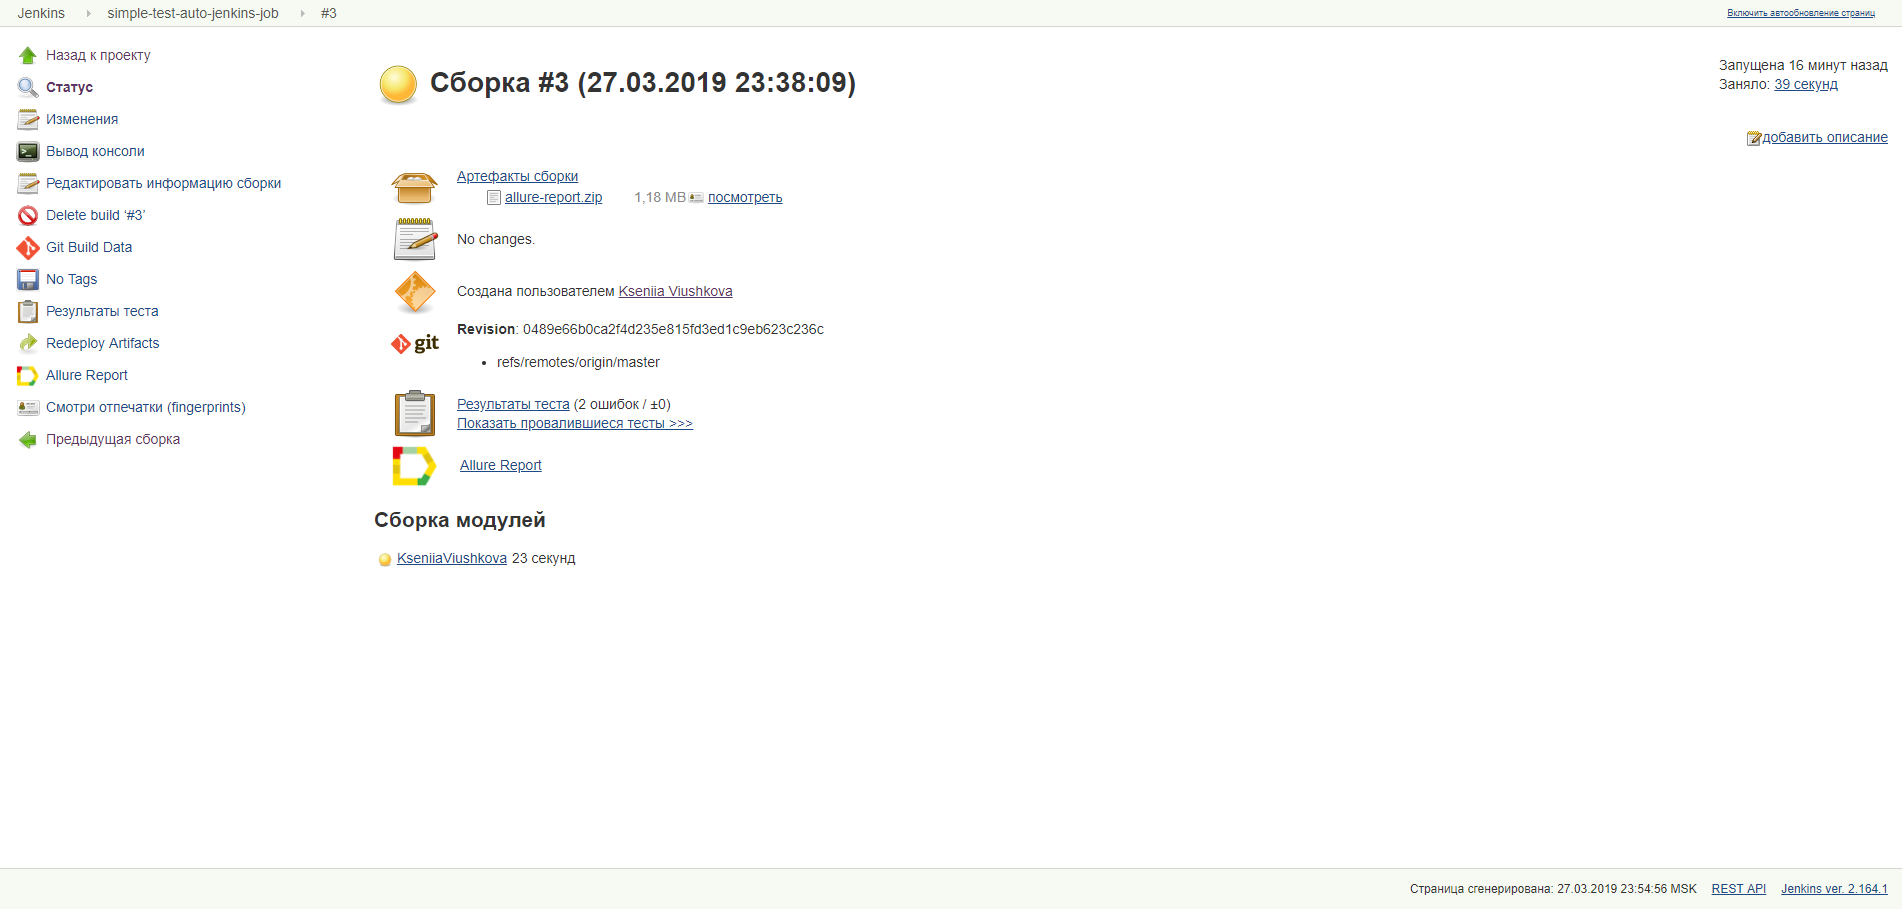 Jenkins simple-test-auto-jenkins-job #3
Включить автообновление страниц
Назад к проекту
Статус
Изменения
Вывод консоли
Редактировать информацию сборки
Delete build ‘#3’
Git Build Data
No Tags
Результаты теста
Redeploy Artifacts
Allure Report
Смотри отпечатки (fingerprints)
Предыдущая сборка
Сборка #3 (27.03.2019 23:38:09)
Запущена 16 минут назад
Заняло: 39 секунд
добавить описание
Артефакты сборки
allure-report.zip 1,18 MB посмотреть
No changes.
Создана пользователем Kseniia Viushkova
Revision: 0489e66b0ca2f4d235e815fd3ed1c9eb623c236c
git
• refs/remotes/origin/master
Результаты теста (2 ошибок / ±0)
Показать провалившиеся тесты >>>
Allure Report
Сборка модулей
KseniiaViushkova 23 секунд
Страница сгенерирована: 27.03.2019 23:54:56 MSK REST API Jenkins ver. 2.164.1